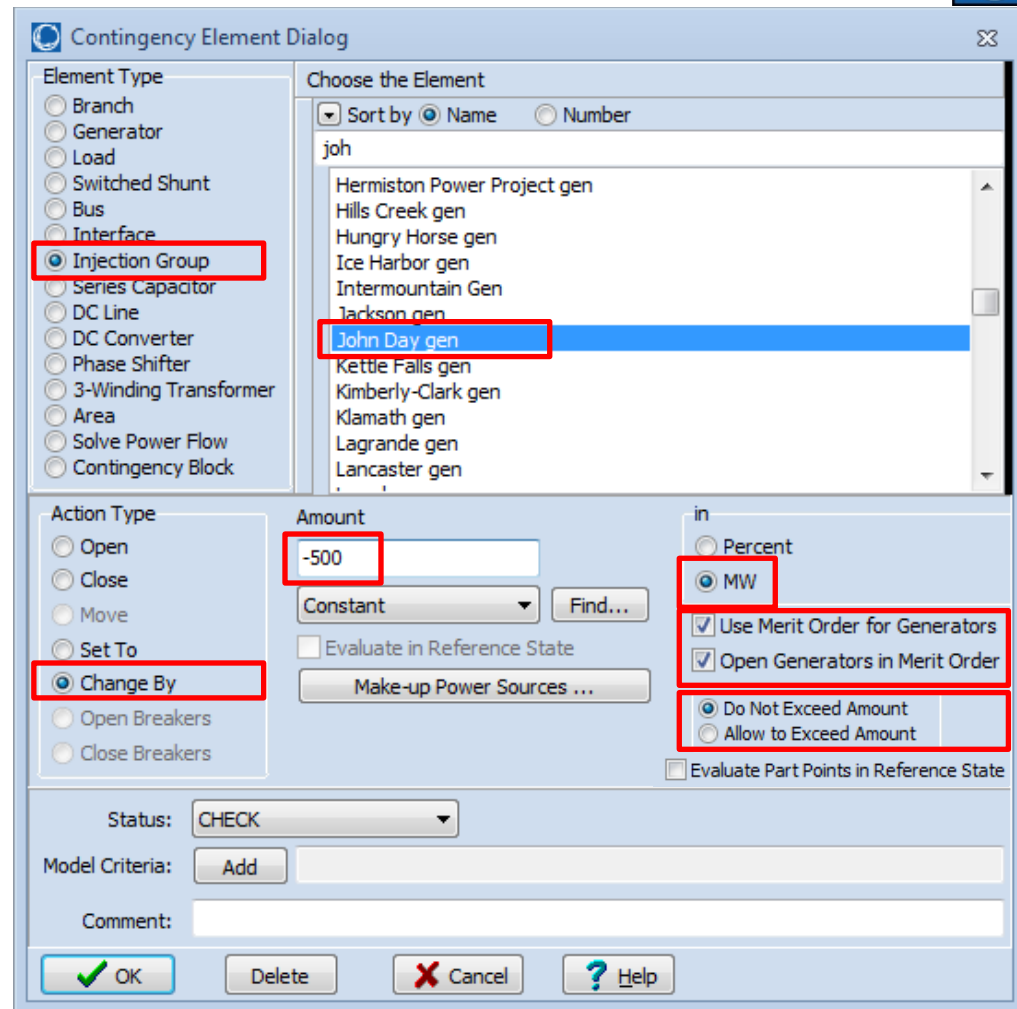 Contingency Element Dialog
Element Type
Branch
Generator
Load
Switched Shunt
Bus
Interface
Injection Group
Series Capacitor
DC Line
DC Converter
Phase Shifter
3-Winding Transformer
Area
Solve Power Flow
Contingency Block
Choose the Element
Sort by Name Number
joh
Hermiston Power Project gen
Hills Creek gen
Hungry Horse gen
Ice Harbor gen
Intermountain Gen
Jackson gen
John Day gen
Kettle Falls gen
Kimberly-Clark gen
Klamath gen
Lagrande gen
Lancaster gen
Action Type
Open
Close
Move
Set To
Change By
Open Breakers
Close Breakers
Amount
-500
Constant Find...
Evaluate in Reference State
Make-up Power Sources ...
in
Percent
MW
Use Merit Order for Generators
Open Generators in Merit Order
Do Not Exceed Amount
Allow to Exceed Amount
Evaluate Part Points in Reference State
Status: CHECK
Model Criteria: Add
Comment:
OK Delete Cancel ? Help